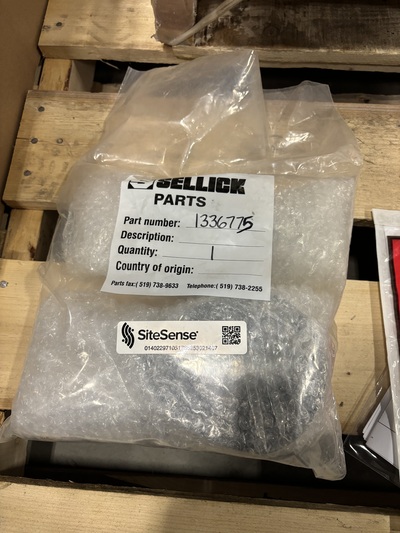 SELLICK
PARTS
Part number: 1336775
Description:
Quantity: 1
Country of origin:
Parts fax:( 519) 738-9633 Telephone:( 519) 738-2255
SiteSense®